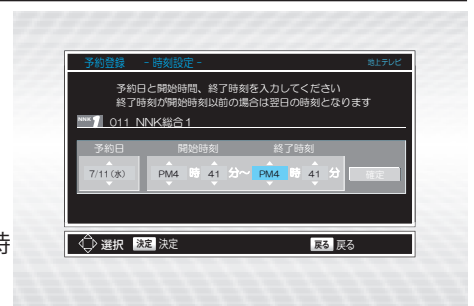 予約登録 －時刻設定－ 地上テレビ
予約日と開始時間、終了時刻を入力してください
終了時刻が開始時刻以前の場合は翌日の時刻となります
NNK 1 011 NNK総合1
予約日 開始時刻 終了時刻
7/11(水) PM4 時 41 分～ PM4 時 41 分 確定
時
選択 決定 決定 戻る 戻る